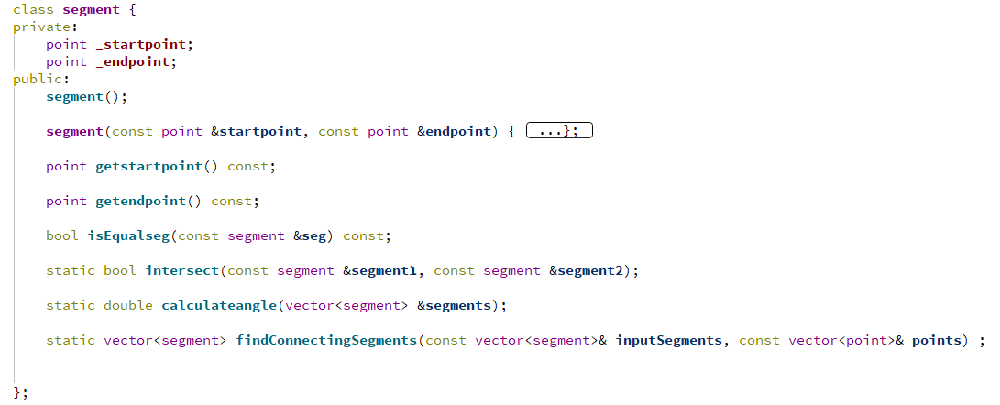 class segment {
private:
    point _startpoint;
    point _endpoint;
public:
    segment();
    segment(const point &startpoint, const point &endpoint) { ...};
    point getstartpoint() const;
    point getendpoint() const;
    bool isEqualseg(const segment &seg) const;
    static bool intersect(const segment &segment1, const segment &segment2);
    static double calculateangle(vector<segment> &segments);
    static vector<segment> findConnectingSegments(const vector<segment>& inputSegments, const vector<point>& points) ;
};